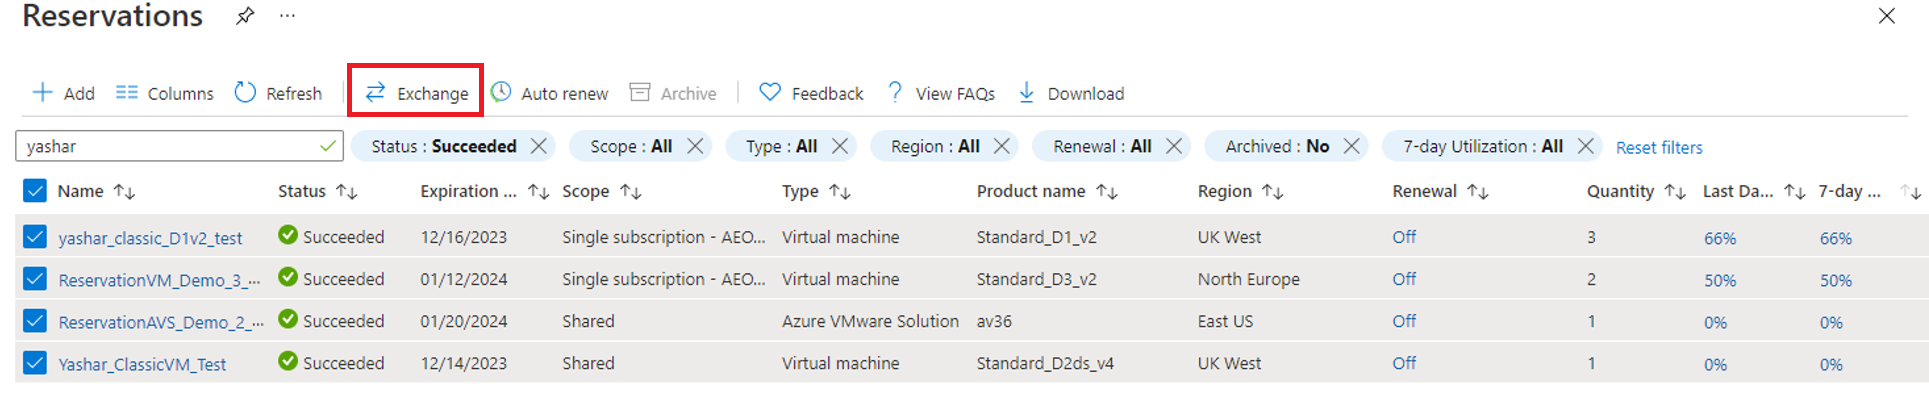 Reservations ...
Add Columns Refresh Exchange Auto renew Archive Feedback ? View FAQs Download
yashar Status : Succeeded Scope : All Type : All Region : All Renewal : All Archived : No 7-day Utilization : All Reset filters
Name Status Expiration ... Scope Type Product name Region Renewal Quantity Last Da... 7-day ...
yashar_classic_D1v2_test Succeeded 12/16/2023 Single subscription - AEO... Virtual machine Standard_D1_v2 UK West Off 3 66% 66%
ReservationVM_Demo_3_... Succeeded 01/12/2024 Single subscription - AEO... Virtual machine Standard_D3_v2 North Europe Off 2 50% 50%
ReservationAVS_Demo_2_... Succeeded 01/20/2024 Shared Azure VMware Solution av36 East US Off 1 0% 0%
Yashar_ClassicVM_Test Succeeded 12/14/2023 Shared Virtual machine Standard_D2ds_v4 UK West Off 1 0% 0%